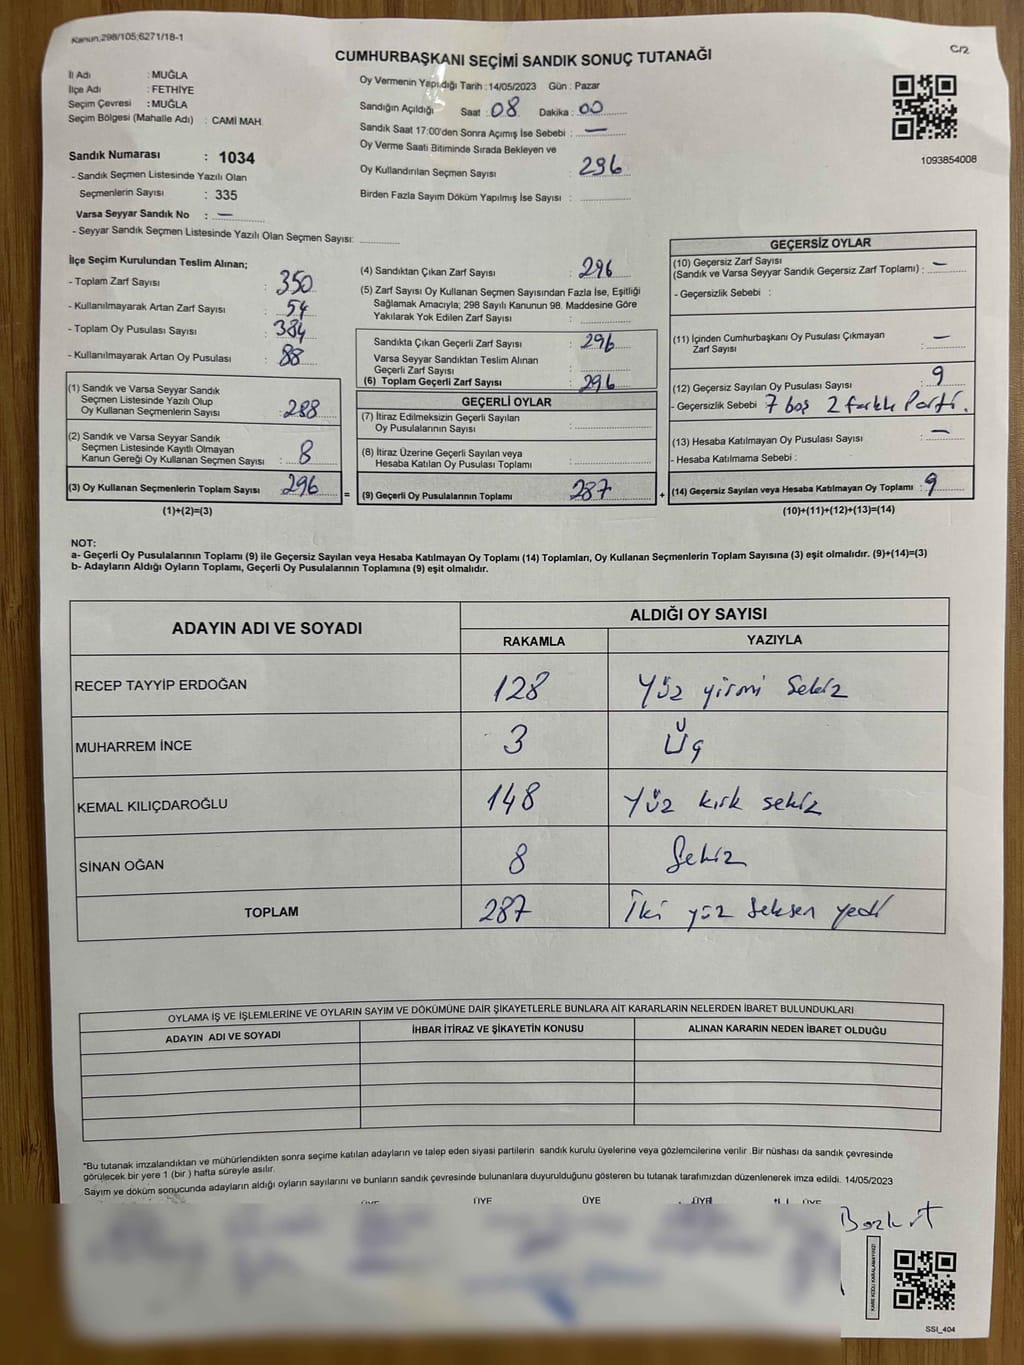 Kanun;298/105;6271/18-1
C/2
CUMHURBAŞKANI SEÇİMİ SANDIK SONUÇ TUTANAĞI
İl Adı : MUĞLA
İlçe Adı : FETHİYE
Seçim Çevresi : MUĞLA
Seçim Bölgesi (Mahalle Adı) : CAMİ MAH.
Sandık Numarası : 1034
- Sandık Seçmen Listesinde Yazılı Olan
Seçmenlerin Sayısı : 335
Varsa Seyyar Sandık No : —
- Seyyar Sandık Seçmen Listesinde Yazılı Olan Seçmen Sayısı:
Oy Vermenin Yapıldığı Tarih : 14/05/2023 Gün : Pazar
Sandığın Açıldığı Saat : 08 Dakika : 00
Sandık Saat 17:00'den Sonra Açımış İse Sebebi : —
Oy Verme Saati Bitiminde Sırada Bekleyen ve
Oy Kullandırılan Seçmen Sayısı : 296
Birden Fazla Sayım Döküm Yapılmış İse Sayısı :
1093854008
İlçe Seçim Kurulundan Teslim Alınan;
- Toplam Zarf Sayısı : 350
- Kullanılmayarak Artan Zarf Sayısı : 54
- Toplam Oy Pusulası Sayısı : 384
- Kullanılmayarak Artan Oy Pusulası : 88
(1) Sandık ve Varsa Seyyar Sandık
Seçmen Listesinde Yazılı Olup
Oy Kullanan Seçmenlerin Sayısı : 288
(2) Sandık ve Varsa Seyyar Sandık
Seçmen Listesinde Kayıtlı Olmayan
Kanun Gereği Oy Kullanan Seçmen Sayısı : 8
(3) Oy Kullanan Seçmenlerin Toplam Sayısı : 296
(1)+(2)=(3)
(4) Sandıktan Çıkan Zarf Sayısı : 296
(5) Zarf Sayısı Oy Kullanan Seçmen Sayısından Fazla İse, Eşitliği
Sağlamak Amacıyla; 298 Sayılı Kanunun 98. Maddesine Göre
Yakılarak Yok Edilen Zarf Sayısı :
Sandıkta Çıkan Geçerli Zarf Sayısı : 296
Varsa Seyyar Sandıktan Teslim Alınan
Geçerli Zarf Sayısı :
(6) Toplam Geçerli Zarf Sayısı : 296
GEÇERLİ OYLAR
(7) İtiraz Edilmeksizin Geçerli Sayılan
Oy Pusulalarının Sayısı :
(8) İtiraz Üzerine Geçerli Sayılan veya
Hesaba Katılan Oy Pusulası Toplamı :
= (9) Geçerli Oy Pusulalarının Toplamı : 287 +
GEÇERSİZ OYLAR
(10) Geçersiz Zarf Sayısı
(Sandık ve Varsa Seyyar Sandık Geçersiz Zarf Toplamı) : —
- Geçersizlik Sebebi :
(11) İçinden Cumhurbaşkanı Oy Pusulası Çıkmayan
Zarf Sayısı : —
(12) Geçersiz Sayılan Oy Pusulası Sayısı : 9
- Geçersizlik Sebebi : 7 boş 2 farklı Parti.
(13) Hesaba Katılmayan Oy Pusulası Sayısı : —
- Hesaba Katılmama Sebebi :
(14) Geçersiz Sayılan veya Hesaba Katılmayan Oy Toplamı : 9
(10)+(11)+(12)+(13)=(14)
NOT:
a- Geçerli Oy Pusulalarının Toplamı (9) ile Geçersiz Sayılan veya Hesaba Katılmayan Oy Toplamı (14) Toplamları, Oy Kullanan Seçmenlerin Toplam Sayısına (3) eşit olmalıdır. (9)+(14)=(3)
b- Adayların Aldığı Oyların Toplamı, Geçerli Oy Pusulalarının Toplamına (9) eşit olmalıdır.
ADAYIN ADI VE SOYADI
ALDIĞI OY SAYISI
RAKAMLA YAZIYLA
RECEP TAYYİP ERDOĞAN 128 Yüz yirmi Sekiz
MUHARREM İNCE 3 Üç
KEMAL KILIÇDAROĞLU 148 Yüz kırk sekiz
SİNAN OĞAN 8 Sekiz
TOPLAM 287 İki yüz Seksen yedi
OYLAMA İŞ VE İŞLEMLERİNE VE OYLARIN SAYIM VE DÖKÜMÜNE DAİR ŞİKAYETLERLE BUNLARA AİT KARARLARIN NELERDEN İBARET BULUNDUKLARI
ADAYIN ADI VE SOYADI İHBAR İTİRAZ VE ŞİKAYETİN KONUSU ALINAN KARARIN NEDEN İBARET OLDUĞU
*Bu tutanak imzalandıktan ve mühürlendikten sonra seçime katılan adayların ve talep eden siyasi partilerin sandık kurulu üyelerine veya gözlemcilerine verilir .Bir nüshası da sandık çevresinde
görülecek bir yere 1 (bir ) hafta süreyle asılır.
Sayım ve döküm sonucunda adayların aldığı oyların sayılarını ve bunların sandık çevresinde bulunanlara duyurulduğunu gösteren bu tutanak tarafımızdan düzenlenerek imza edildi. 14/05/2023
ÜYE ÜYE ÜYE ÜYE ÜYE
Bozkurt
KARE KODU KARALAMAYINIZ!
SSI_404